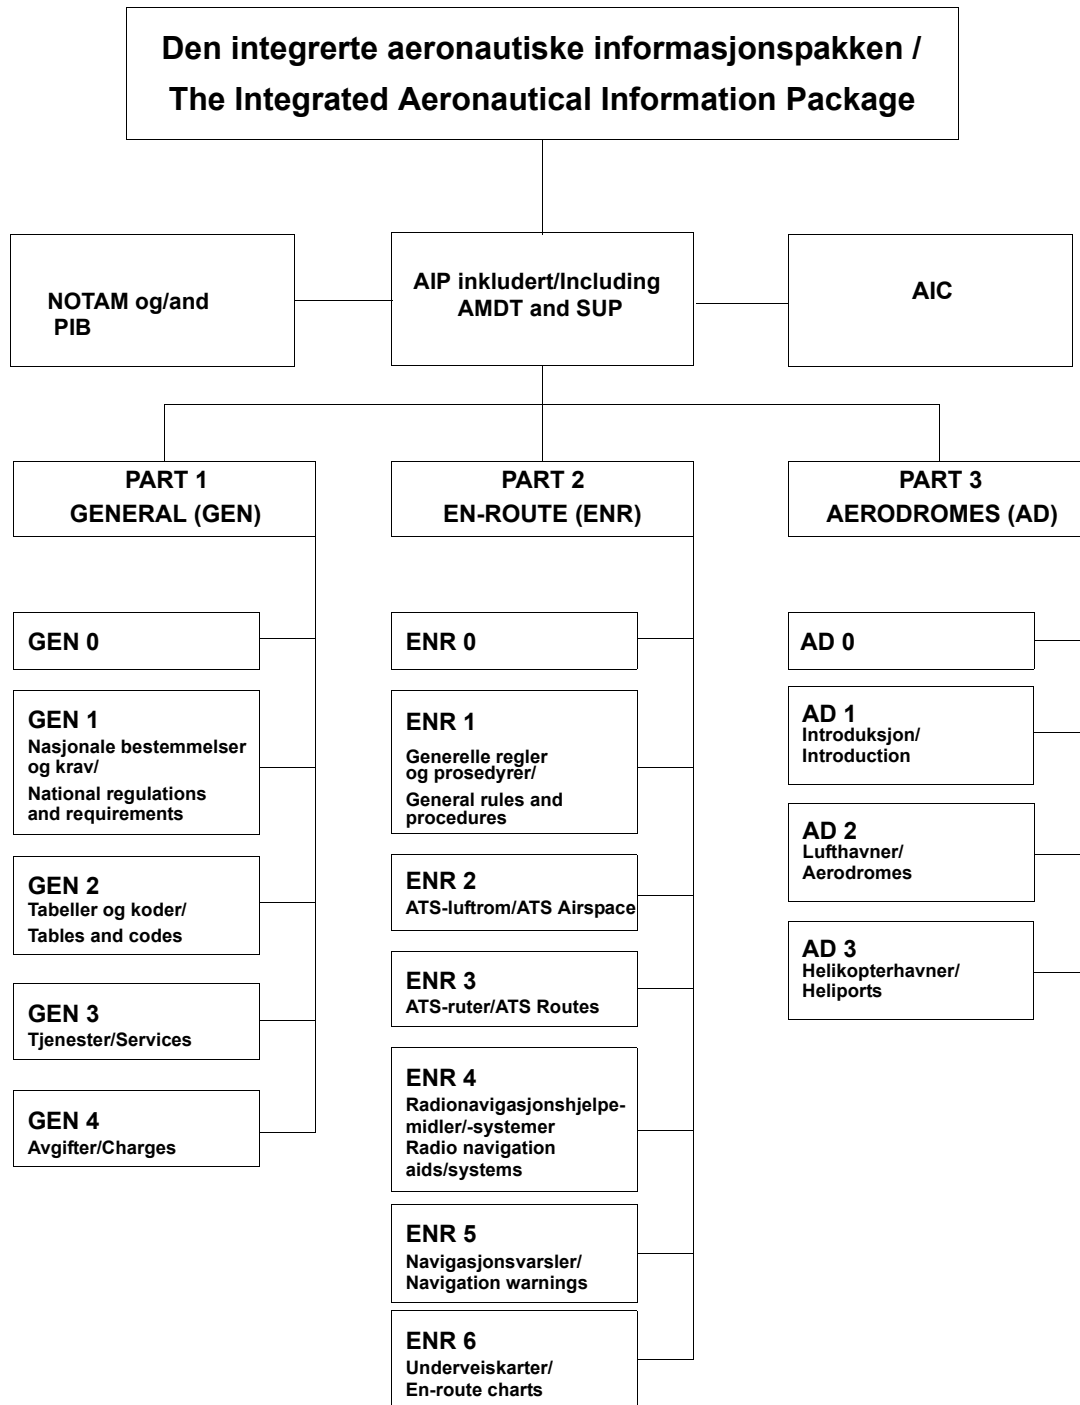 Den integrerte aeronautiske informasjonspakken /
The Integrated Aeronautical Information Package
NOTAM og/and
PIB
AIP inkludert/Including
AMDT and SUP
AIC
PART 1
GENERAL (GEN)
PART 2
EN-ROUTE (ENR)
PART 3
AERODROMES (AD)
GEN 0
GEN 1
Nasjonale bestemmelser
og krav/
National regulations
and requirements
GEN 2
Tabeller og koder/
Tables and codes
GEN 3
Tjenester/Services
GEN 4
Avgifter/Charges
ENR 0
ENR 1
Generelle regler
og prosedyrer/
General rules and
procedures
ENR 2
ATS-luftrom/ATS Airspace
ENR 3
ATS-ruter/ATS Routes
ENR 4
Radionavigasjonshjelpe-
midler/-systemer
Radio navigation
aids/systems
ENR 5
Navigasjonsvarsler/
Navigation warnings
ENR 6
Underveiskarter/
En-route charts
AD 0
AD 1
Introduksjon/
Introduction
AD 2
Lufthavner/
Aerodromes
AD 3
Helikopterhavner/
Heliports